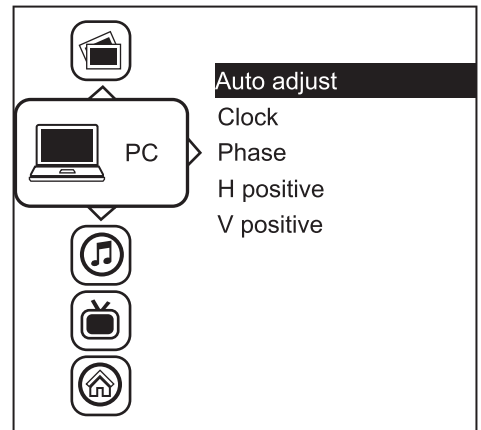 PC
Auto adjust
Clock
Phase
H positive
V positive